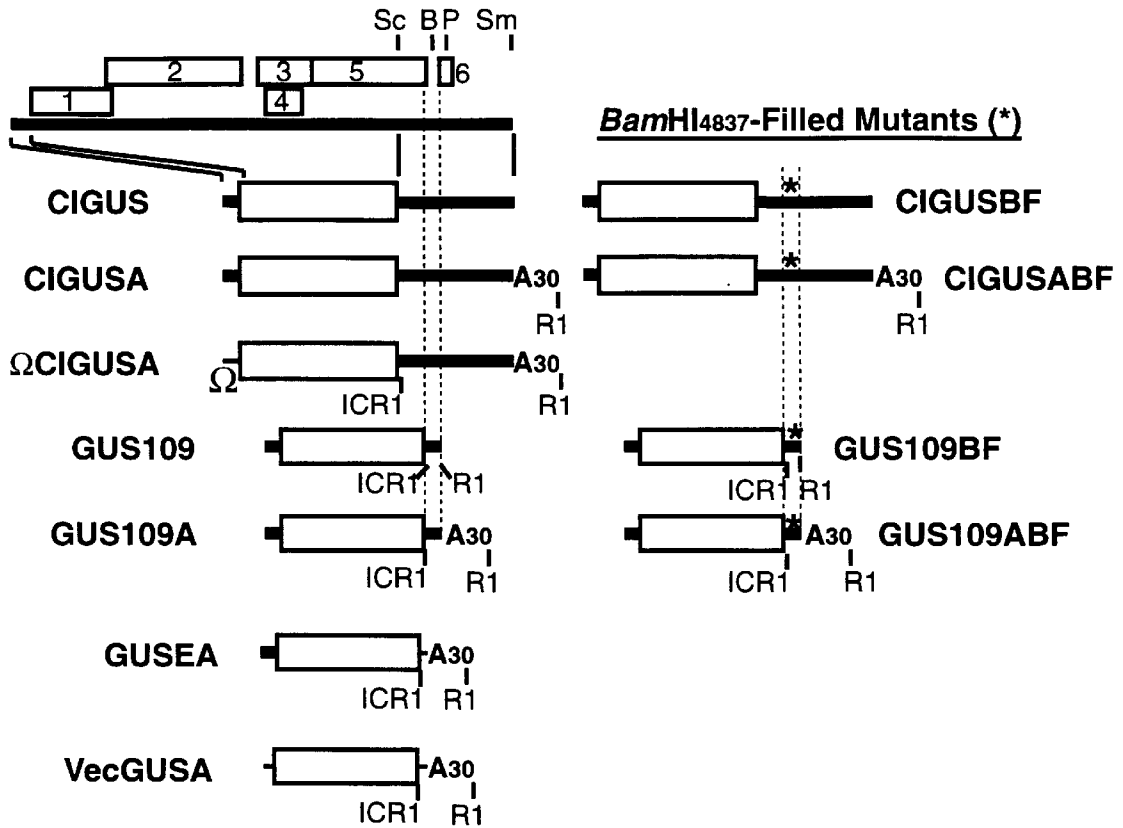 Sc B P Sm
2 3 5 6
1 4
BamHI4837-Filled Mutants (*)
CIGUS * CIGUSBF
CIGUSA A30 * A30 CIGUSABF
R1 R1
ΩCIGUSA A30
Ω ICR1 R1
GUS109 * GUS109BF
ICR1 R1 ICR1 R1
GUS109A A30 * A30 GUS109ABF
ICR1 R1 ICR1 R1
GUSEA A30
ICR1 R1
VecGUSA A30
ICR1 R1